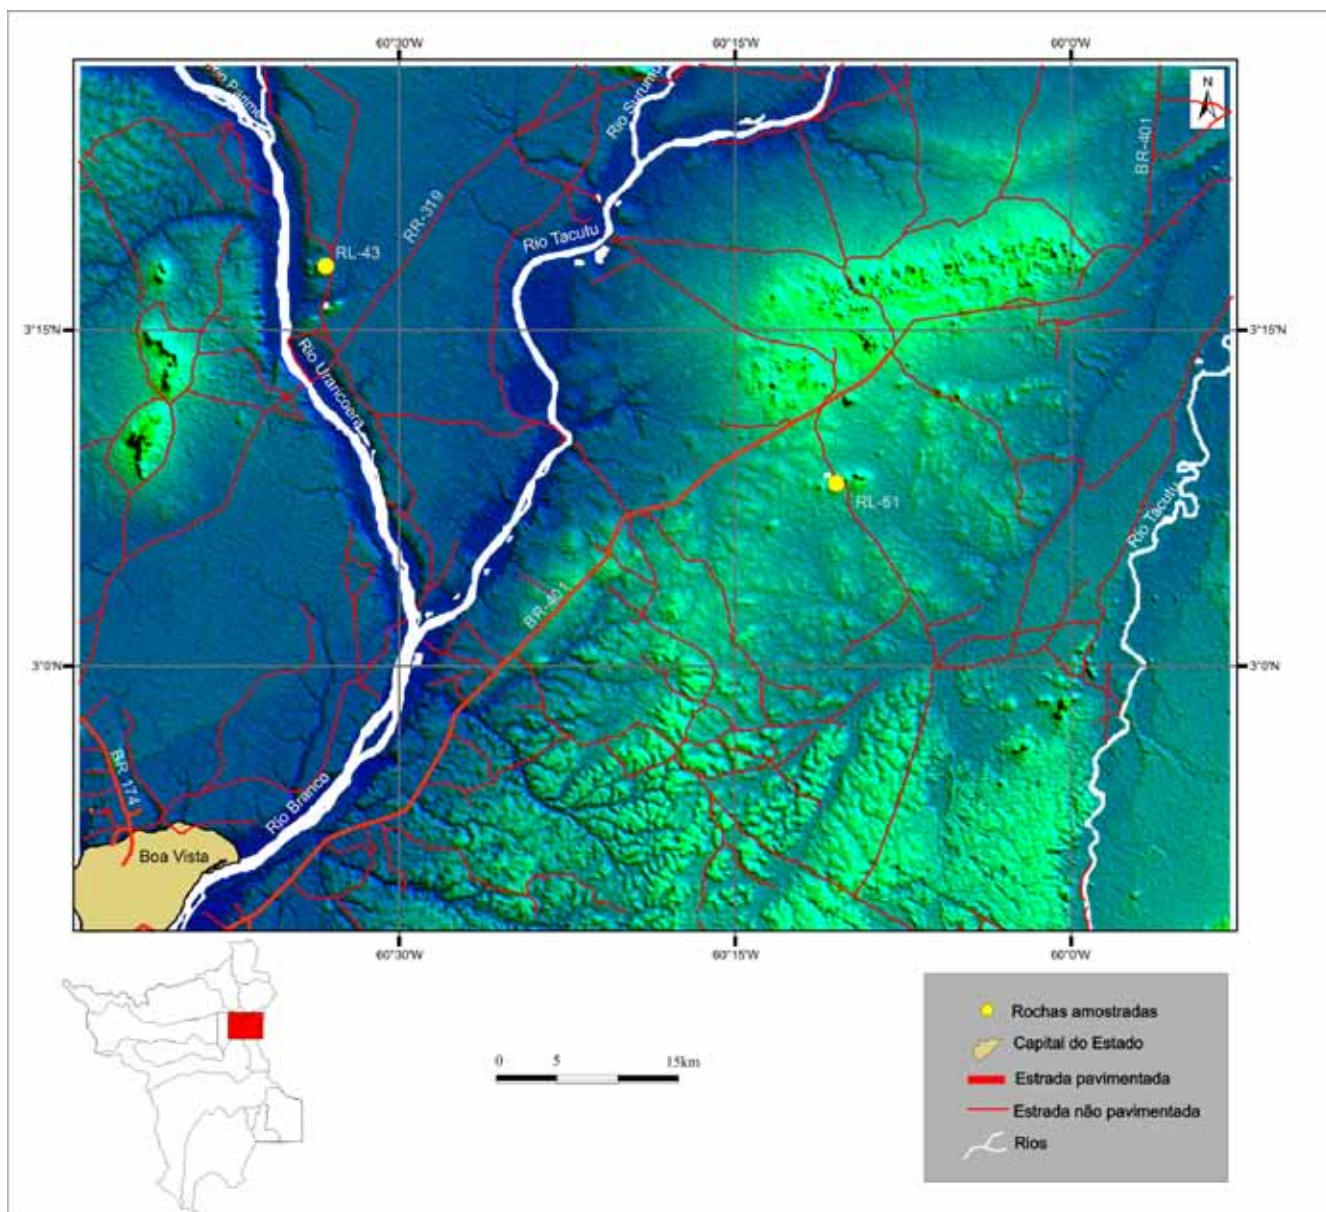 60°30'W
60°15'W
60°0'W
N
Rio Parimé
Rio Surumu
BR-401
RR-319
RL-43
Rio Tacutu
3°15'N
3°15'N
Rio Uraricoera
RL-51
Rio Tacutu
BR-401
3°0'N
3°0'N
BR-174
Rio Branco
Boa Vista
60°30'W
60°15'W
60°0'W
0 5 15km
Rochas amostradas
Capital do Estado
Estrada pavimentada
Estrada não pavimentada
Rios